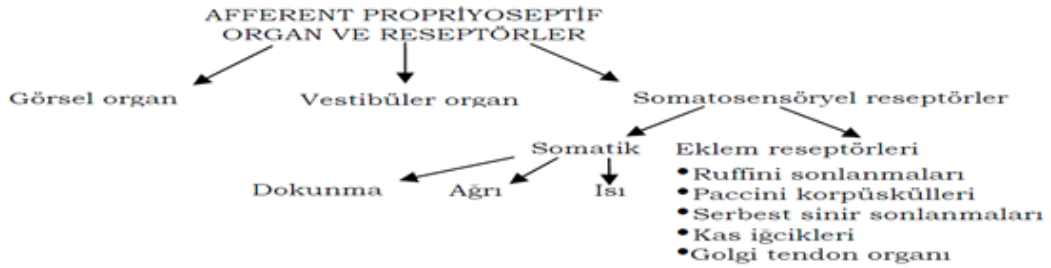 AFFERENT PROPRİYOSEPTİF
ORGAN VE RESEPTÖRLER
Görsel organ
Vestibüler organ
Somatosensöryel reseptörler
Somatik
Eklem reseptörleri
Dokunma
Ağrı
Isı
•Ruffini sonlanmaları
•Paccini korpüskülleri
•Serbest sinir sonlanmaları
•Kas iğcikleri
•Golgi tendon organı